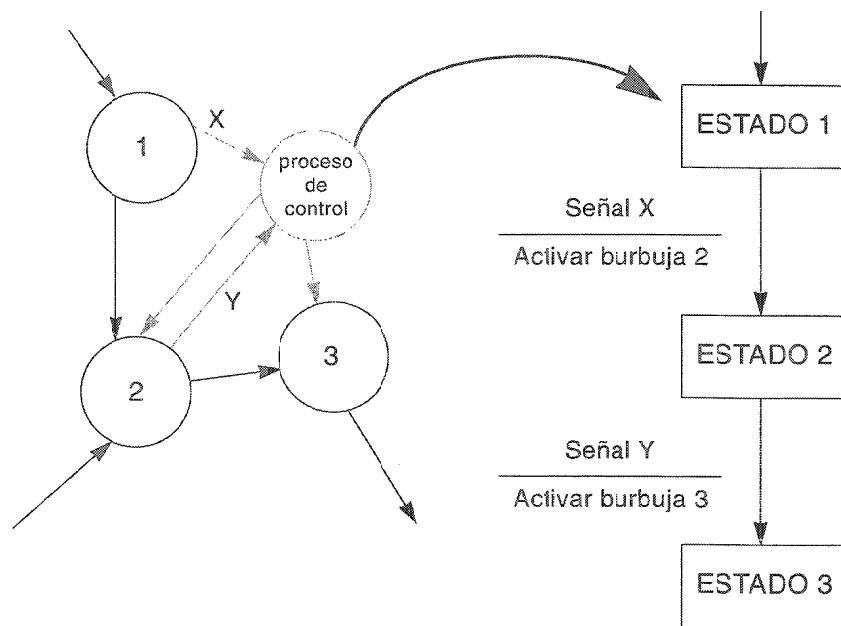 1
X
proceso
de
control
Y
2
3
ESTADO 1
Señal X
Activar burbuja 2
ESTADO 2
Señal Y
Activar burbuja 3
ESTADO 3